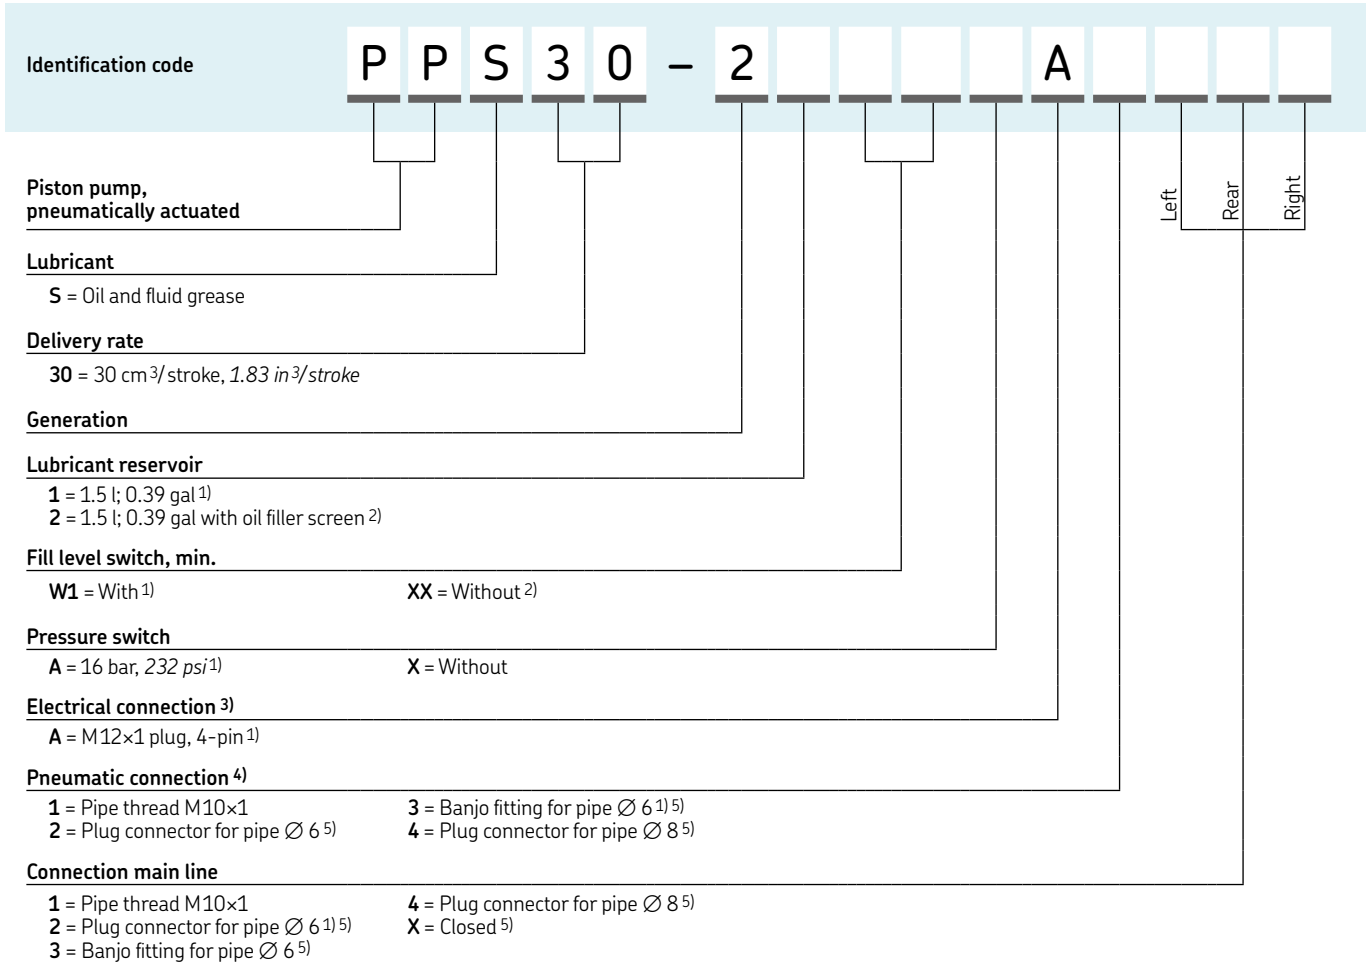 Identification code P P S 3 0 – 2 A
Left Rear Right
Piston pump,
pneumatically actuated
Lubricant
S = Oil and fluid grease
Delivery rate
30 = 30 cm³/stroke, 1.83 in³/stroke
Generation
Lubricant reservoir
1 = 1.5 l; 0.39 gal 1)
2 = 1.5 l; 0.39 gal with oil filler screen 2)
Fill level switch, min.
W1 = With 1) XX = Without 2)
Pressure switch
A = 16 bar, 232 psi 1) X = Without
Electrical connection 3)
A = M12×1 plug, 4-pin 1)
Pneumatic connection 4)
1 = Pipe thread M10×1 3 = Banjo fitting for pipe ∅ 6 1) 5)
2 = Plug connector for pipe ∅ 6 5) 4 = Plug connector for pipe ∅ 8 5)
Connection main line
1 = Pipe thread M10×1 4 = Plug connector for pipe ∅ 8 5)
2 = Plug connector for pipe ∅ 6 1) 5) X = Closed 5)
3 = Banjo fitting for pipe ∅ 6 5)